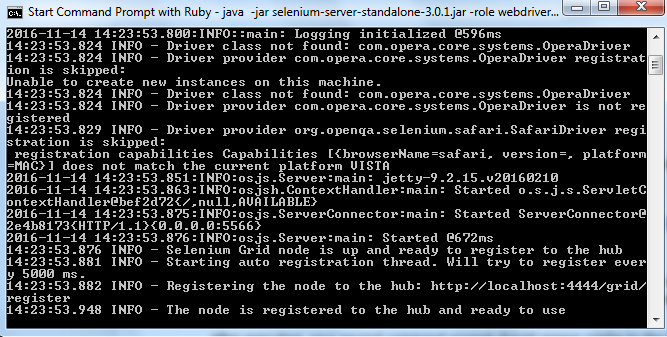 Start Command Prompt with Ruby - java  -jar selenium-server-standalone-3.0.1.jar -role webdriver...
2016-11-14 14:23:53.800:INFO::main: Logging initialized @596ms
14:23:53.824 INFO - Driver class not found: com.opera.core.systems.OperaDriver
14:23:53.824 INFO - Driver provider com.opera.core.systems.OperaDriver registrat
ion is skipped:
Unable to create new instances on this machine.
14:23:53.824 INFO - Driver class not found: com.opera.core.systems.OperaDriver
14:23:53.824 INFO - Driver provider com.opera.core.systems.OperaDriver is not re
gistered
14:23:53.829 INFO - Driver provider org.openqa.selenium.safari.SafariDriver regi
stration is skipped:
 registration capabilities Capabilities [{browserName=safari, version=, platform
=MAC}] does not match the current platform VISTA
2016-11-14 14:23:53.851:INFO:osjs.Server:main: jetty-9.2.15.v20160210
2016-11-14 14:23:53.863:INFO:osjsh.ContextHandler:main: Started o.s.j.s.ServletC
ontextHandler@bef2d72{/,null,AVAILABLE}
2016-11-14 14:23:53.875:INFO:osjs.ServerConnector:main: Started ServerConnector@
2e4b8173{HTTP/1.1}{0.0.0.0:5566}
2016-11-14 14:23:53.876:INFO:osjs.Server:main: Started @672ms
14:23:53.876 INFO - Selenium Grid node is up and ready to register to the hub
14:23:53.881 INFO - Starting auto registration thread. Will try to register ever
y 5000 ms.
14:23:53.882 INFO - Registering the node to the hub: http://localhost:4444/grid/
register
14:23:53.948 INFO - The node is registered to the hub and ready to use